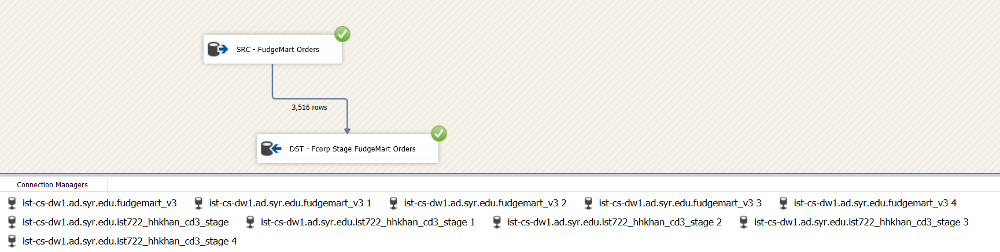 SRC - FudgeMart Orders
3,516 rows
DST - Fcorp Stage FudgeMart Orders
Connection Managers
ist-cs-dw1.ad.syr.edu.fudgemart_v3 ist-cs-dw1.ad.syr.edu.fudgemart_v3 1 ist-cs-dw1.ad.syr.edu.fudgemart_v3 2 ist-cs-dw1.ad.syr.edu.fudgemart_v3 3 ist-cs-dw1.ad.syr.edu.fudgemart_v3 4
ist-cs-dw1.ad.syr.edu.ist722_hhkhan_cd3_stage ist-cs-dw1.ad.syr.edu.ist722_hhkhan_cd3_stage 1 ist-cs-dw1.ad.syr.edu.ist722_hhkhan_cd3_stage 2 ist-cs-dw1.ad.syr.edu.ist722_hhkhan_cd3_stage 3
ist-cs-dw1.ad.syr.edu.ist722_hhkhan_cd3_stage 4